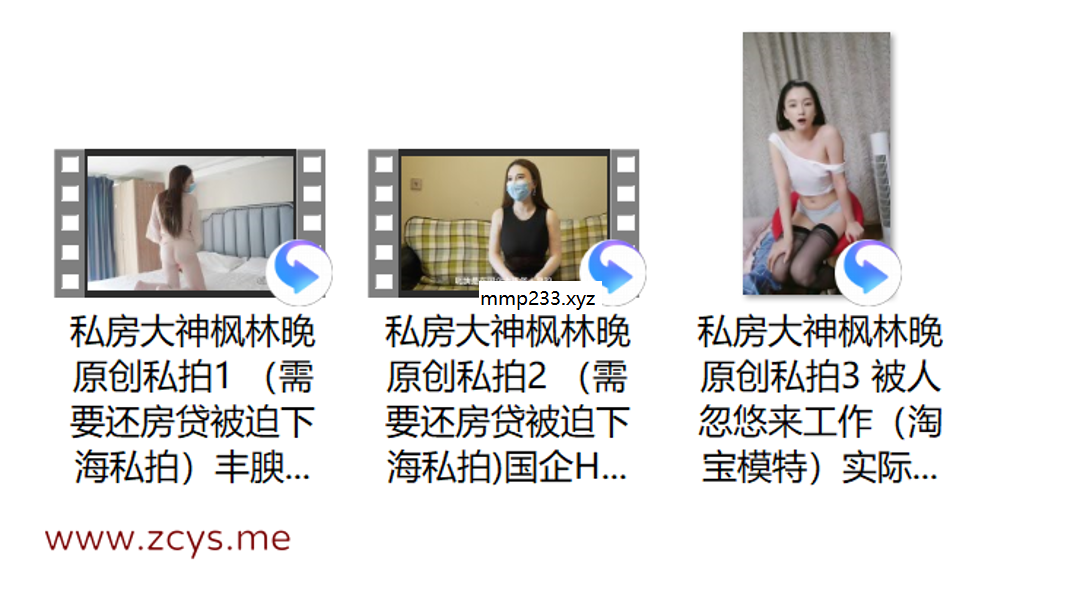 mmp233.xyz
私房大神枫林晚
原创私拍1 （需
要还房贷被迫下
海私拍）丰腴...
私房大神枫林晚
原创私拍2 （需
要还房贷被迫下
海私拍)国企H...
私房大神枫林晚
原创私拍3 被人
忽悠来工作（淘
宝模特）实际...
www.zcys.me